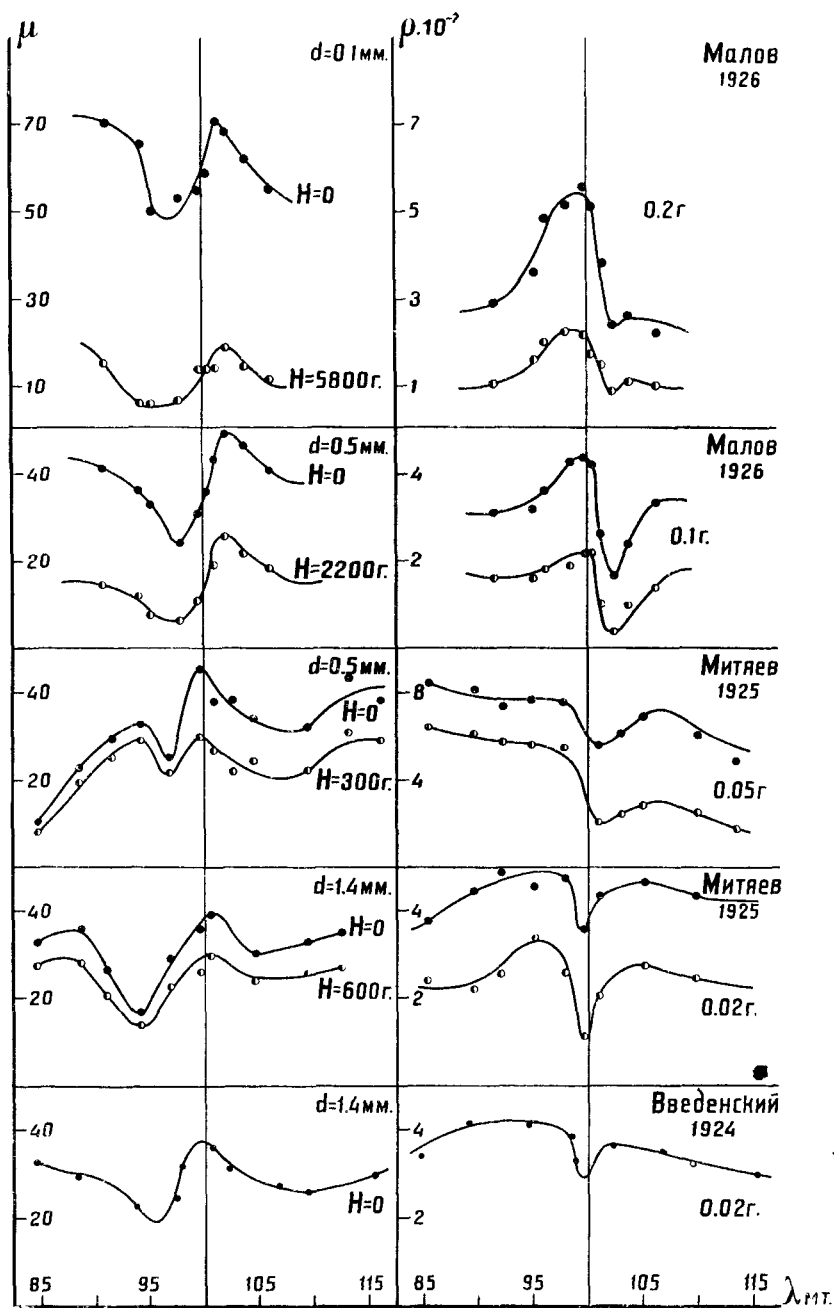 μ
d=0 1мм.
ρ.10⁻²
Малов
1926
70
50
30
10
H=0
H=5800г.
7
5
3
1
0.2г
d=0.5мм.
H=0
40
20
H=2200г.
Малов
1926
4
2
0.1г.
d=0.5мм.
H=0
40
20
H=300г.
Митяев
1925
8
4
0.05г
d=1.4мм.
H=0
40
20
H=600г.
Митяев
1925
4
2
0.02г.
d=1.4мм.
40
20
H=0
Введенский
1924
4
2
0.02г.
85 95 105 115
85 95 105 115
λмт.